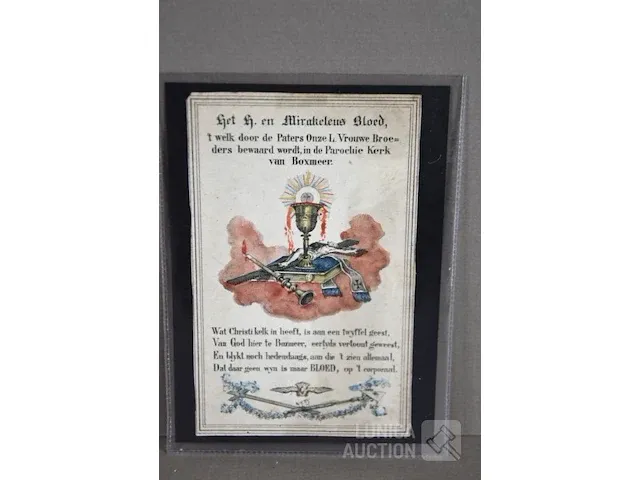 Het H. en Mirakeleus Bloed,
't welk door de Paters Onze L. Vrouwe Broe=
ders bewaard wordt, in de Parochie Kerk
van Boxmeer.
Wat Christi kelk in heeft, is aan een twyffel geest,
Van God hier te Boxmeer, eertyds vertoont geweest,
En blykt noch hedendaags, aan die 't zien allemaal,
Dat daar geen wyn is maar BLOED, op 't corporaal.
LONICA
AUCTION